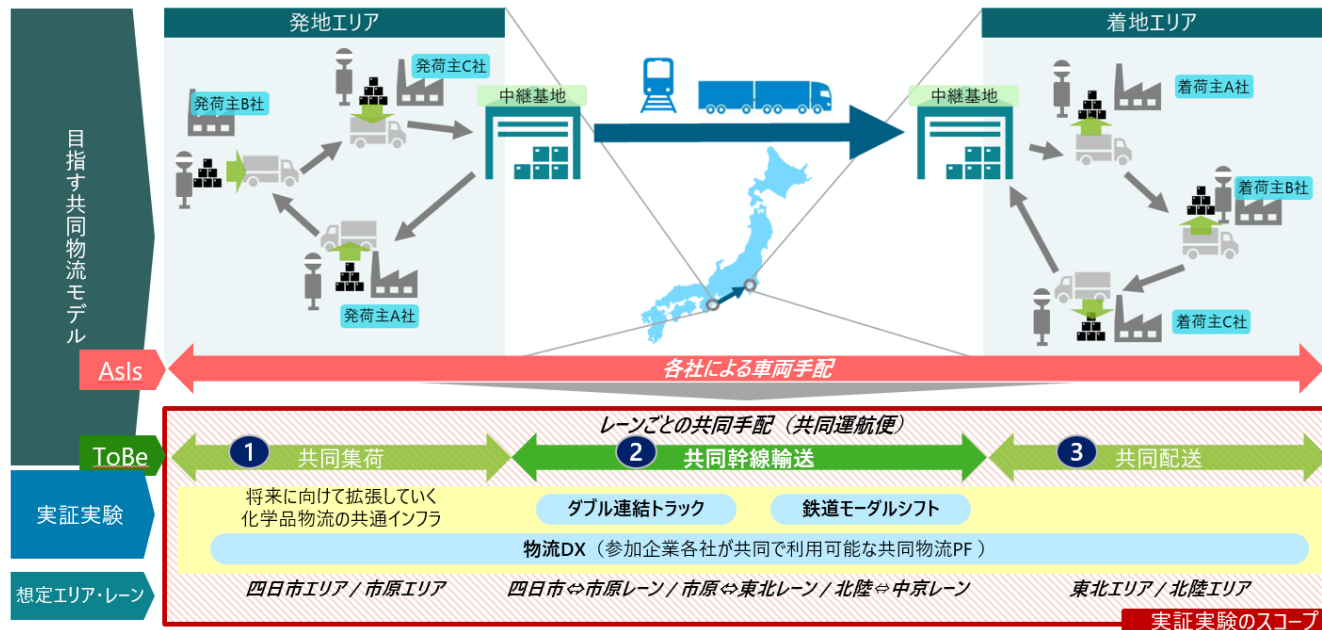 発地エリア
着地エリア
発荷主C社
発荷主B社
中継基地
中継基地
着荷主A社
着荷主B社
発荷主A社
着荷主C社
目指す共同物流モデル
AsIs
各社による車両手配
レーンごとの共同手配（共同運航便）
ToBe
1 共同集荷
2 共同幹線輸送
3 共同配送
実証実験
将来に向けて拡張していく
化学品物流の共通インフラ
ダブル連結トラック
鉄道モーダルシフト
物流DX（参加企業各社が共同で利用可能な共同物流PF）
想定エリア・レーン
四日市エリア / 市原エリア
四日市⇔市原レーン / 市原⇔東北レーン / 北陸⇔中京レーン
東北エリア / 北陸エリア
実証実験のスコープ